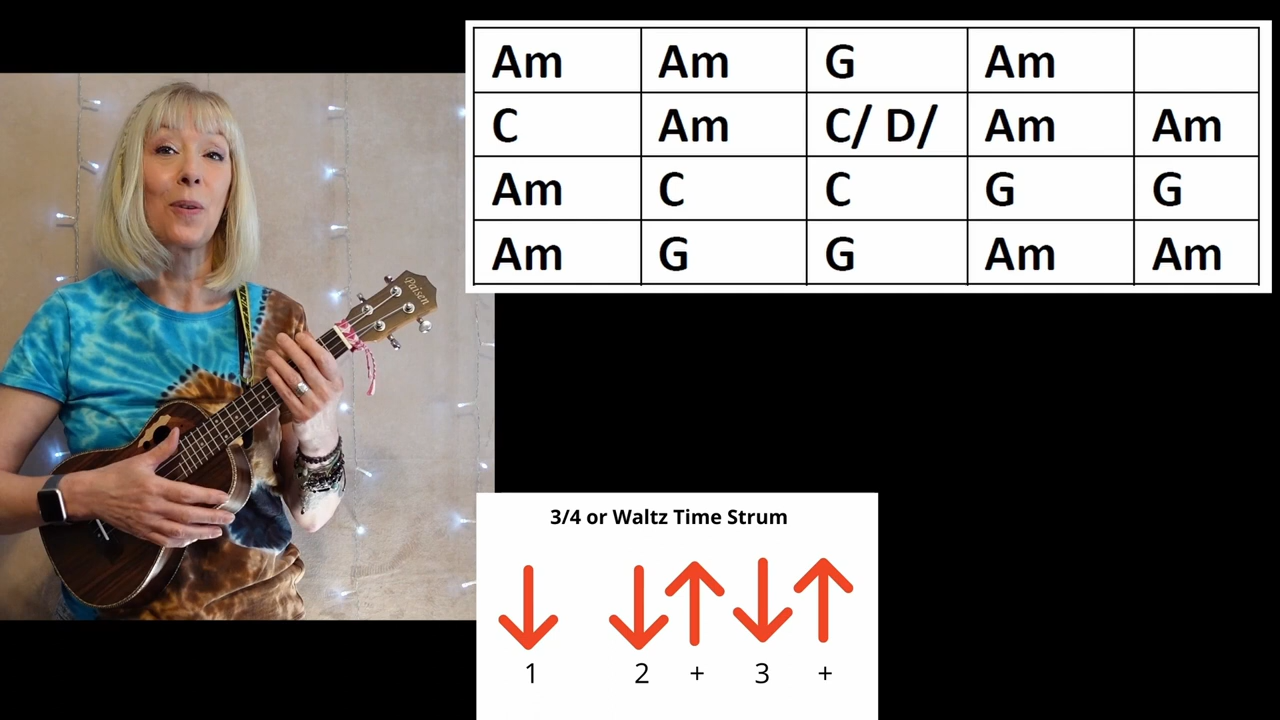 Am Am G Am
C Am C/ D/ Am Am
Am C C G G
Am G G Am Am
Paisen
3/4 or Waltz Time Strum
1 2 + 3 +